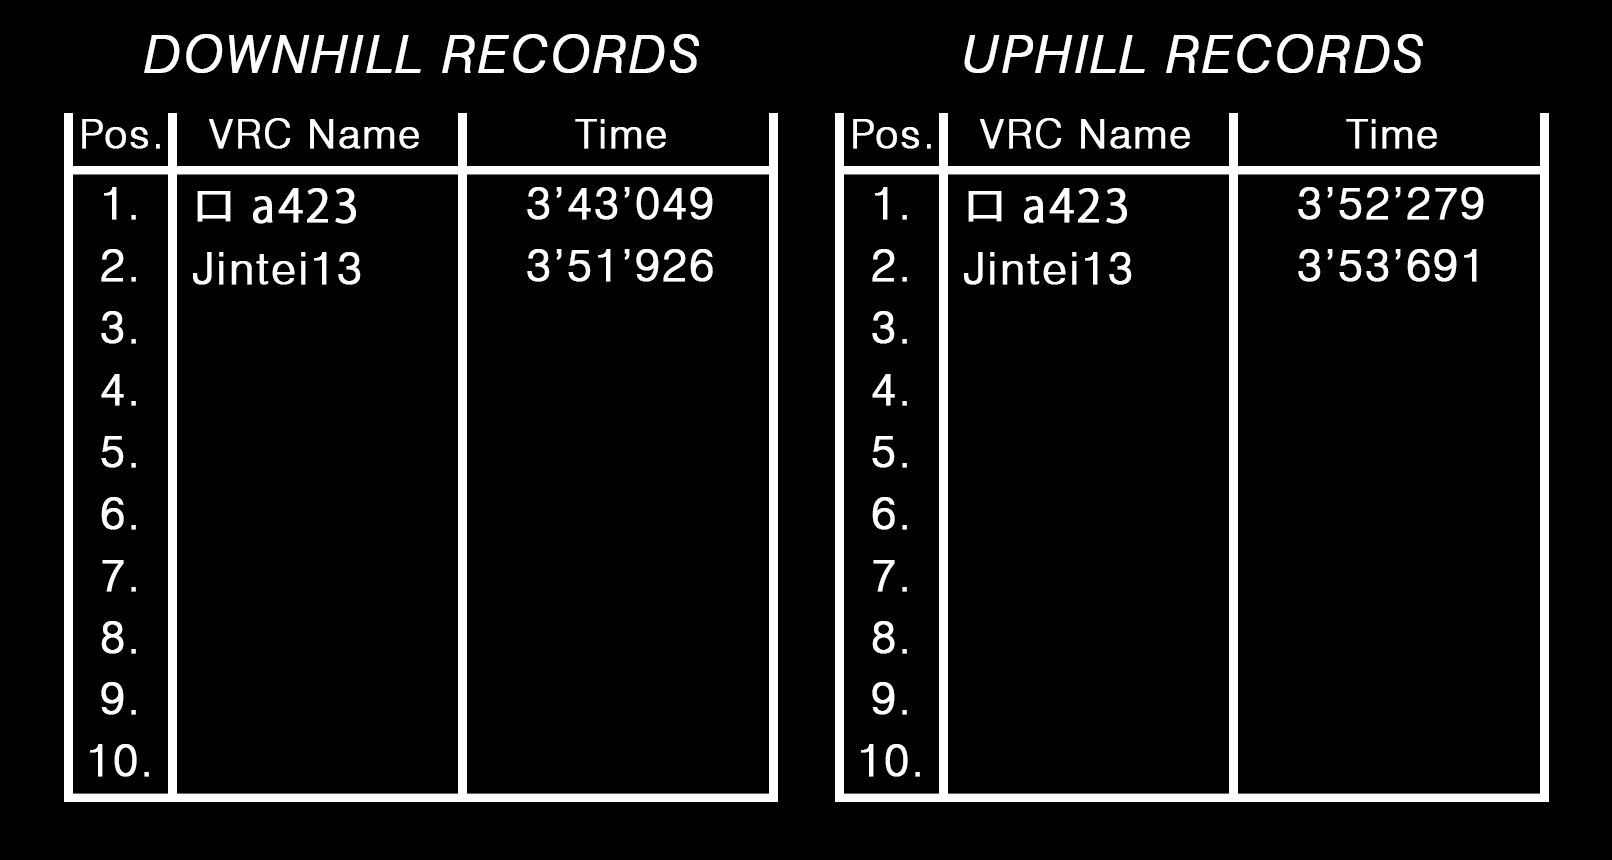 DOWNHILL RECORDS
Pos. VRC Name Time
1. ロ a423 3’43’049
2. Jintei13 3’51’926
3.
4.
5.
6.
7.
8.
9.
10.
UPHILL RECORDS
Pos. VRC Name Time
1. ロ a423 3’52’279
2. Jintei13 3’53’691
3.
4.
5.
6.
7.
8.
9.
10.